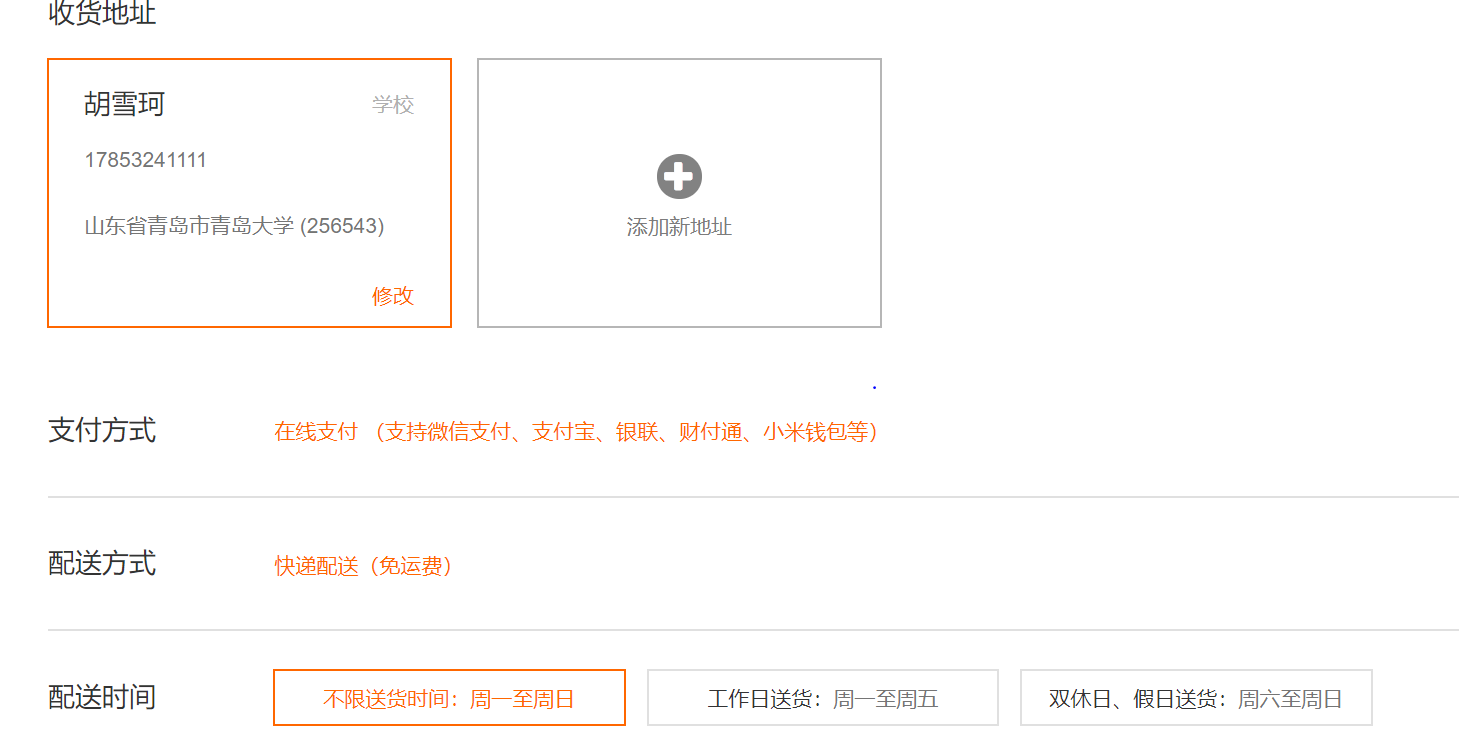 收货地址
胡雪珂 学校
17853241111
山东省青岛市青岛大学 (256543)
修改
添加新地址
支付方式 在线支付 （支持微信支付、支付宝、银联、财付通、小米钱包等）
配送方式 快递配送（免运费）
配送时间 不限送货时间：周一至周日 工作日送货：周一至周五 双休日、假日送货：周六至周日